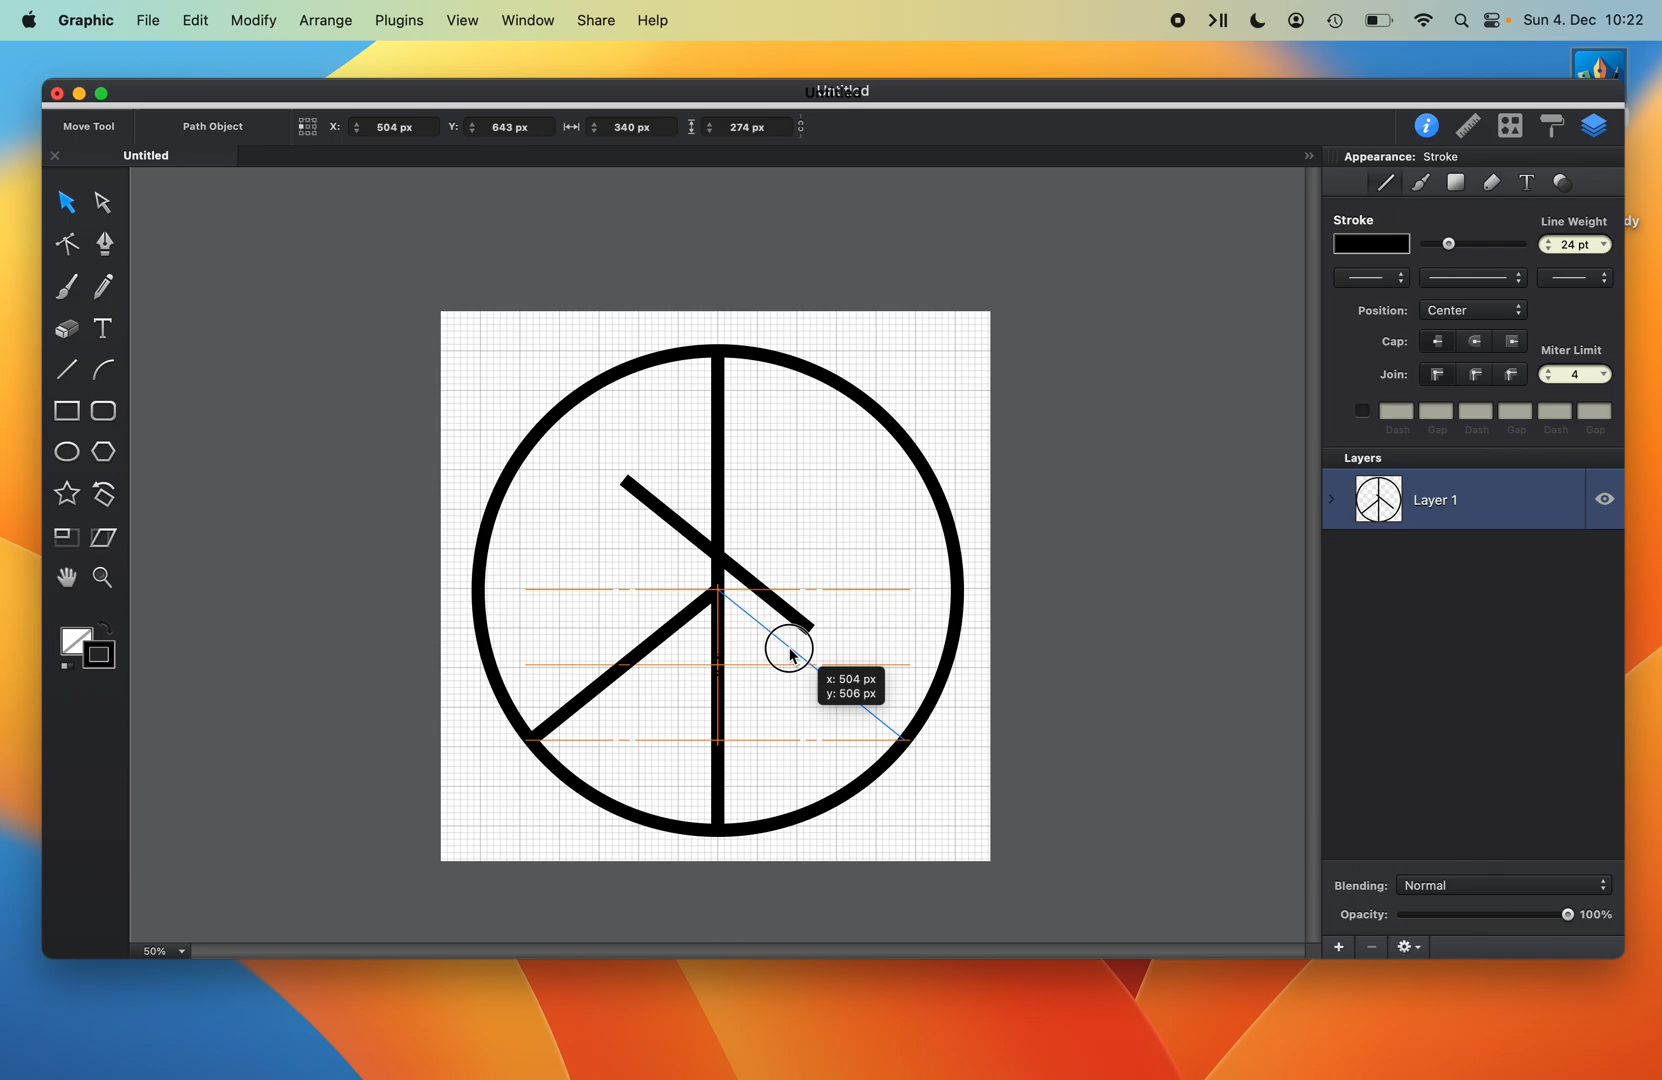 Graphic File Edit Modify Arrange Plugins View Window Share Help Sun 4. Dec 10:22
Untitled
Move Tool Path Object X: 504 px Y: 643 px 340 px 274 px
Untitled
Appearance: Stroke
Stroke Line Weight
24 pt
Position: Center
Cap:
Miter Limit
Join: 4
Dash Gap Dash Gap Dash Gap
Layers
Layer 1
x: 504 px
y: 506 px
Blending: Normal
Opacity: 100%
50%